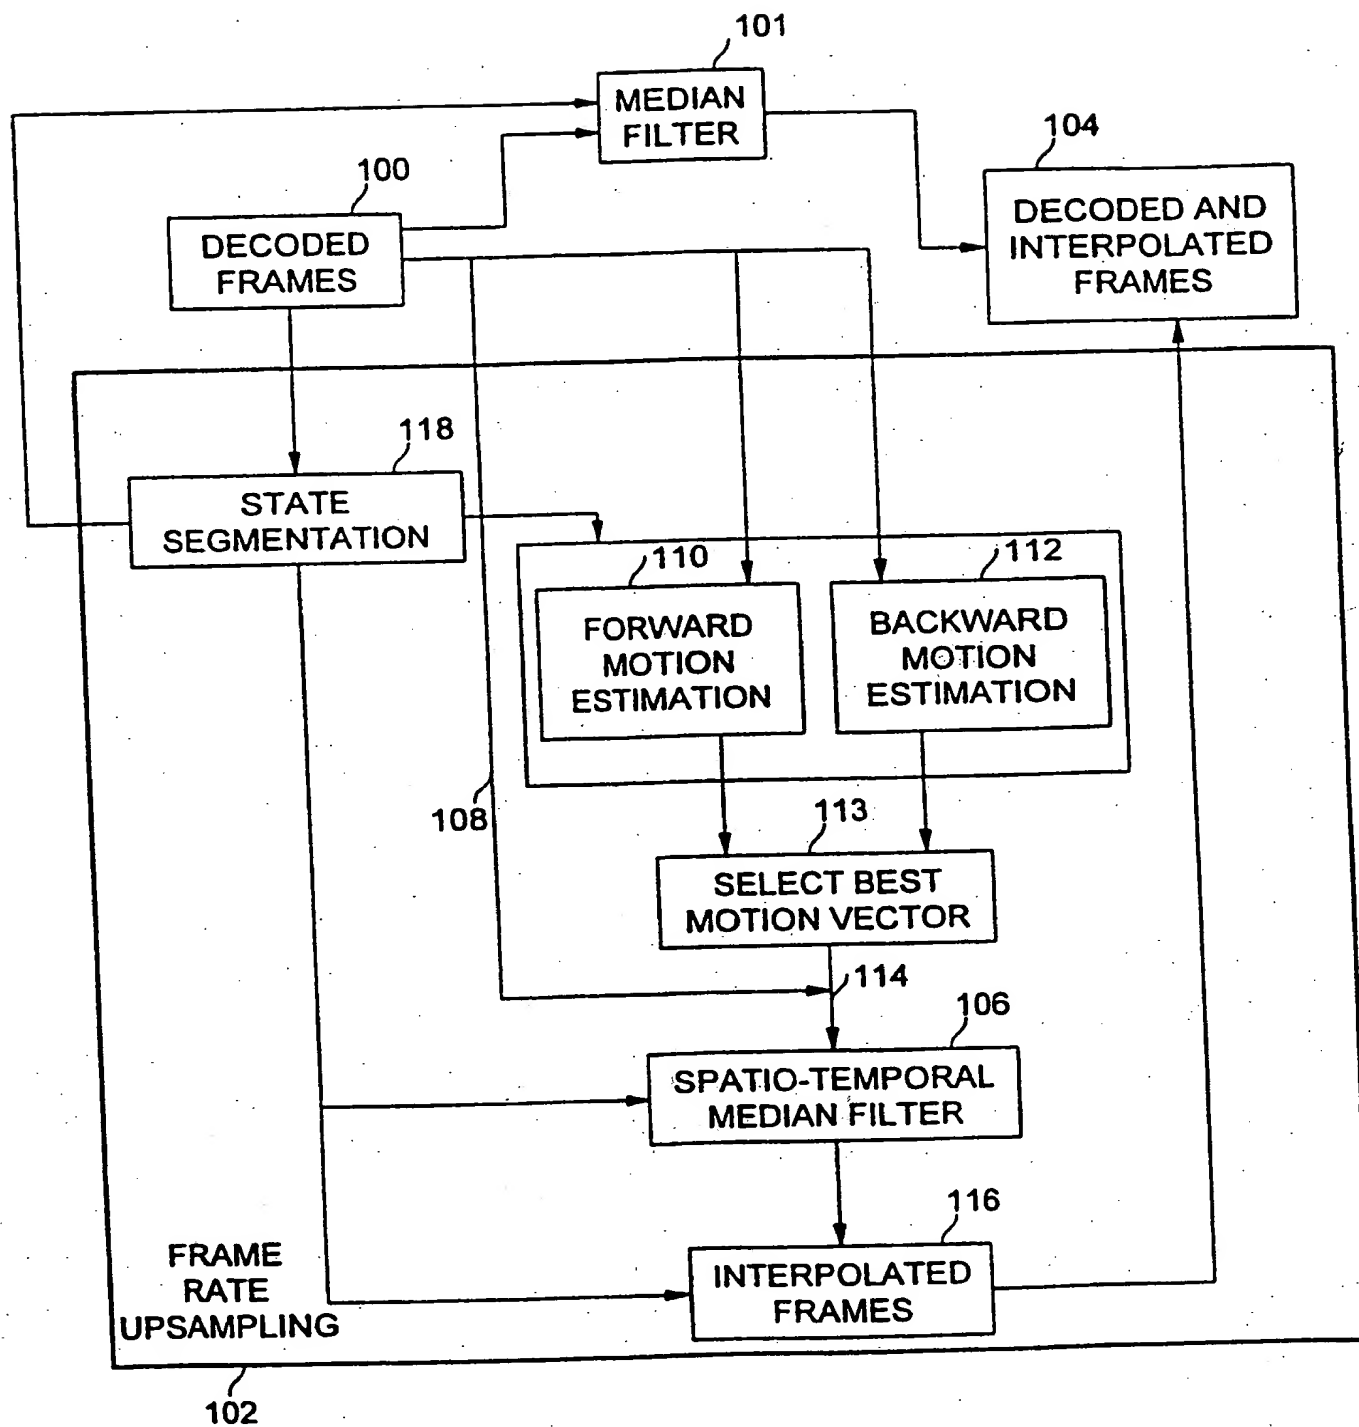 101
MEDIAN
FILTER
104
100
DECODED AND
INTERPOLATED
FRAMES
DECODED
FRAMES
118
STATE
SEGMENTATION
110
112
FORWARD
MOTION
ESTIMATION
BACKWARD
MOTION
ESTIMATION
108
113
SELECT BEST
MOTION VECTOR
114
106
SPATIO-TEMPORAL
MEDIAN FILTER
116
INTERPOLATED
FRAMES
FRAME
RATE
UPSAMPLING
102